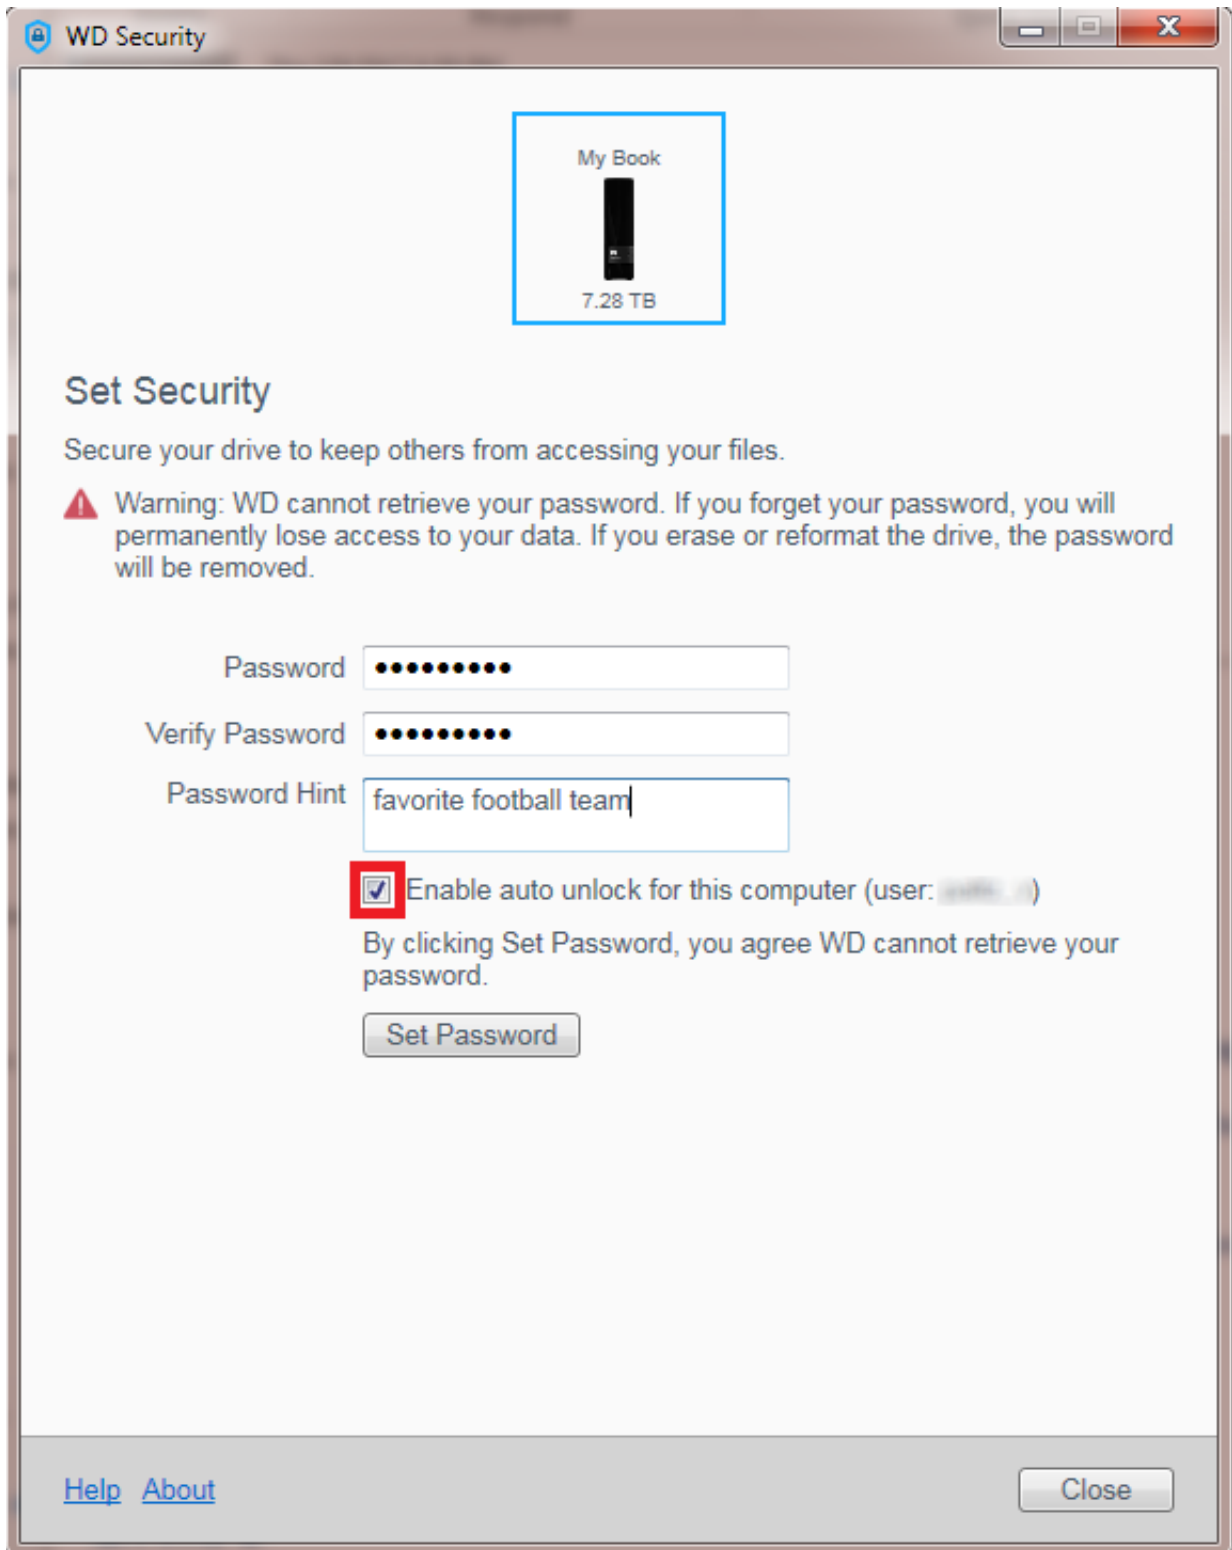 WD Security
My Book
7.28 TB
Set Security
Secure your drive to keep others from accessing your files.
Warning: WD cannot retrieve your password. If you forget your password, you will
permanently lose access to your data. If you erase or reformat the drive, the password
will be removed.
Password •••••••••
Verify Password •••••••••
Password Hint favorite football team
Enable auto unlock for this computer (user: )
By clicking Set Password, you agree WD cannot retrieve your
password.
Set Password
Help About Close